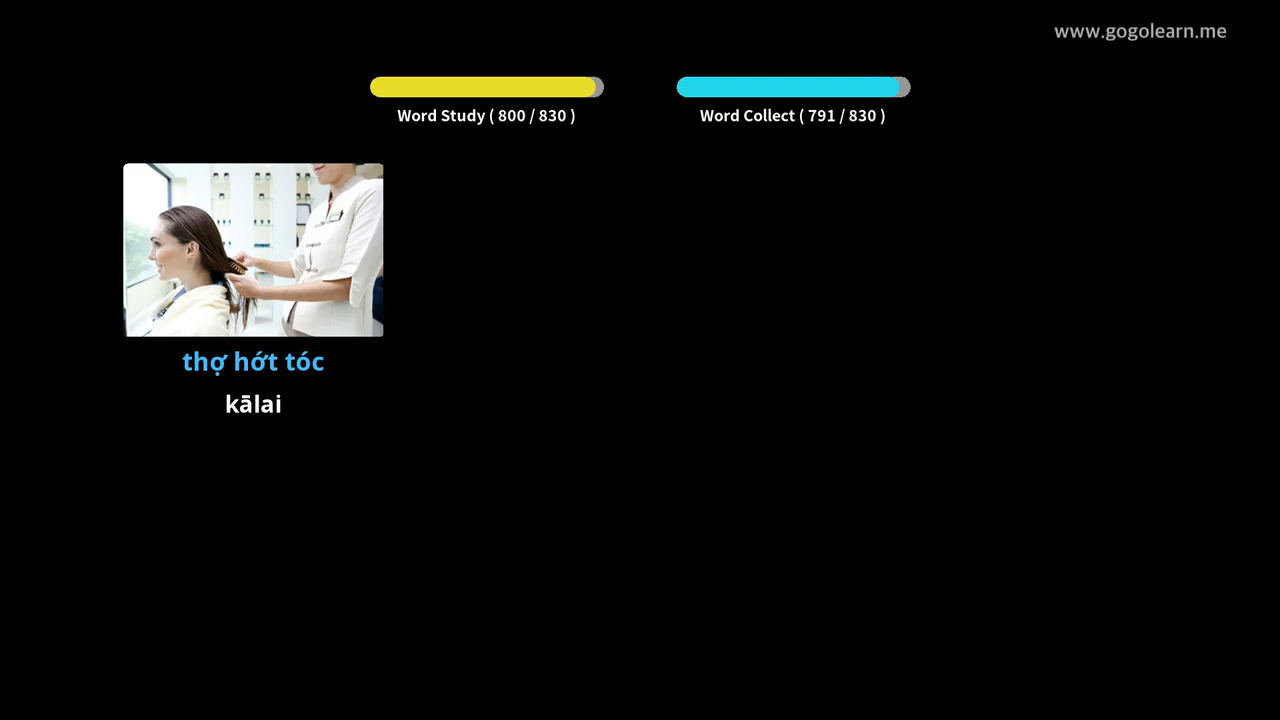 www.gogolearn.me
Word Study ( 800 / 830 )
Word Collect ( 791 / 830 )
thợ hớt tóc
kālai